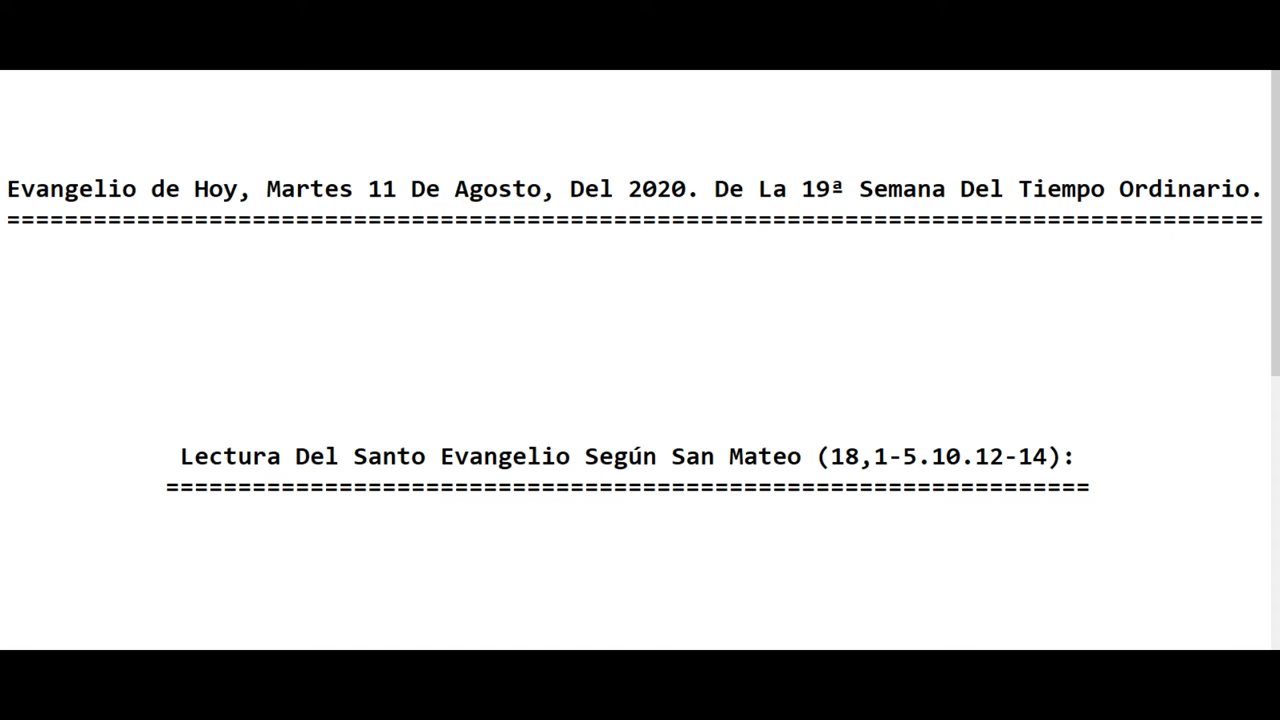 Evangelio de Hoy, Martes 11 De Agosto, Del 2020. De La 19ª Semana Del Tiempo Ordinario.
=======================================================================================
Lectura Del Santo Evangelio Según San Mateo (18,1-5.10.12-14):
================================================================